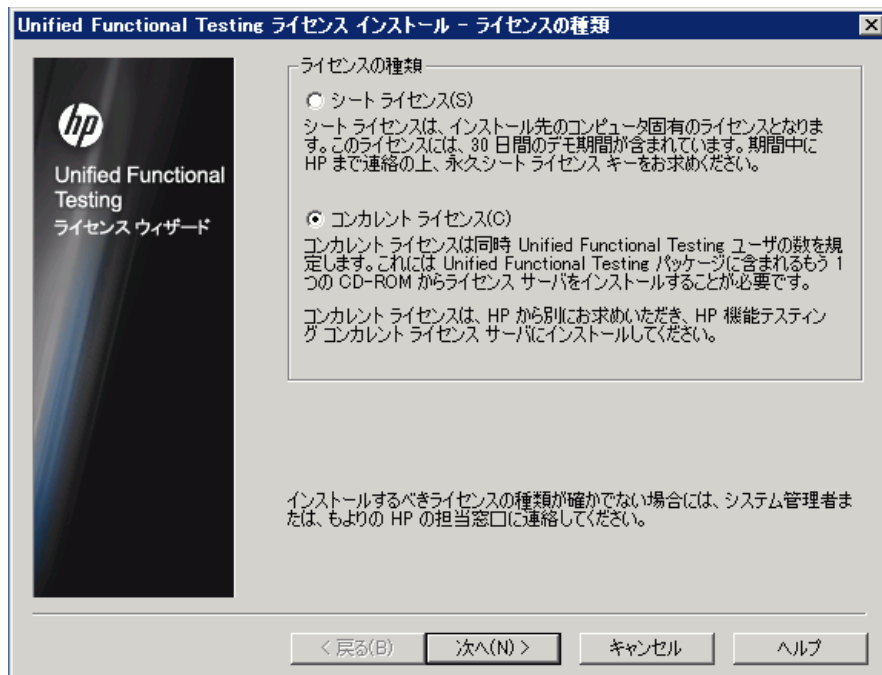 Unified Functional Testing ライセンス インストール - ライセンスの種類
hp
Unified Functional
Testing
ライセンス ウィザード
ライセンスの種類
シート ライセンス(S)
シート ライセンスは、インストール先のコンピュータ固有のライセンスとなりま
す。このライセンスには、30 日間のデモ期間が含まれています。期間中に
HP まで連絡の上、永久シート ライセンス キーをお求めください。
コンカレント ライセンス(C)
コンカレント ライセンスは同時 Unified Functional Testing ユーザの数を規
定します。これには Unified Functional Testing パッケージに含まれるもう 1
つの CD-ROM からライセンス サーバをインストールすることが必要です。
コンカレント ライセンスは、HP から別にお求めいただき、HP 機能テスティン
グ コンカレント ライセンス サーバにインストールしてください。
インストールするべきライセンスの種類が確かでない場合には、システム管理者ま
たは、もよりの HP の担当窓口に連絡してください。
< 戻る(B)
次へ(N) >
キャンセル
ヘルプ